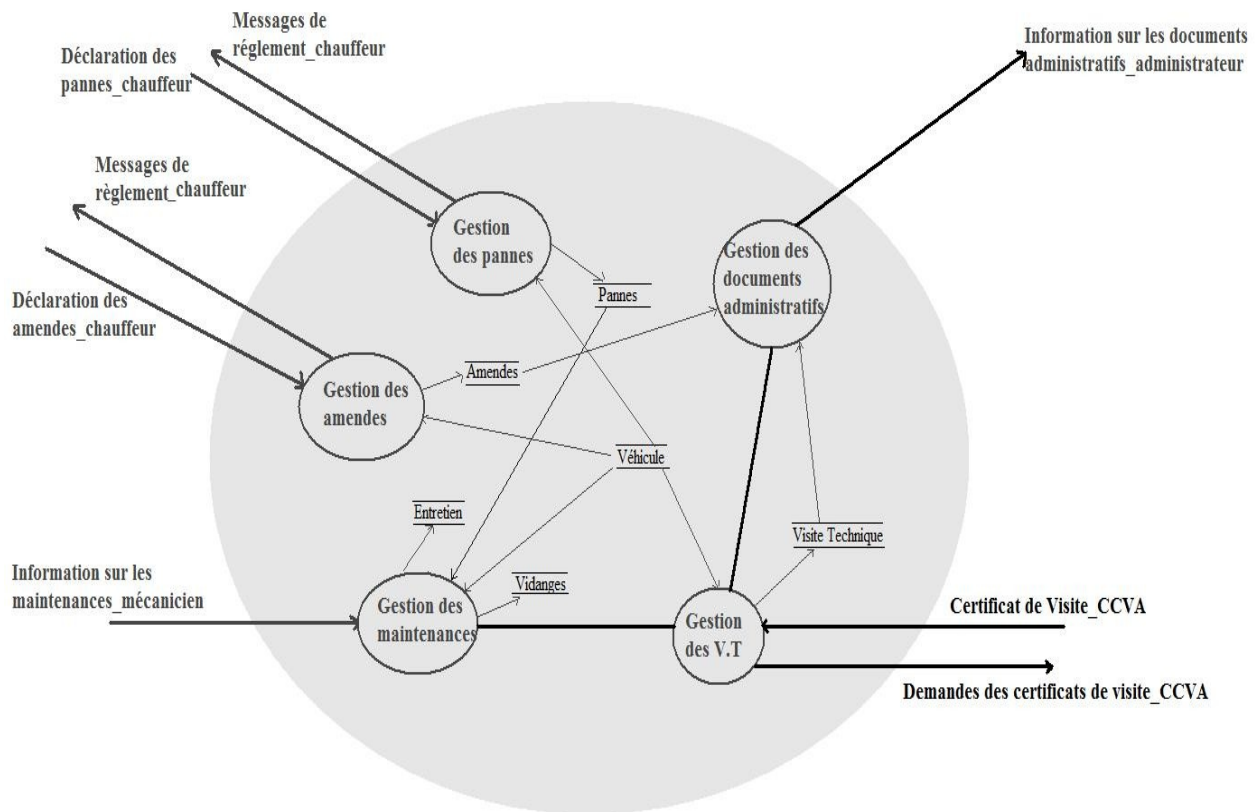 Messages de
réglement_chauffeur
Déclaration des
pannes_chauffeur
Information sur les documents
administratifs_administrateur
Messages de
règlement_chauffeur
Gestion
des pannes
Gestion des
documents
administratifs
Pannes
Déclaration des
amendes_chauffeur
Amendes
Gestion des
amendes
Véhicule
Entretien
Visite Technique
Information sur les
maintenances_mécanicien
Vidanges
Gestion des
maintenances
Gestion
des V.T
Certificat de Visite_CCVA
Demandes des certificats de visite_CCVA